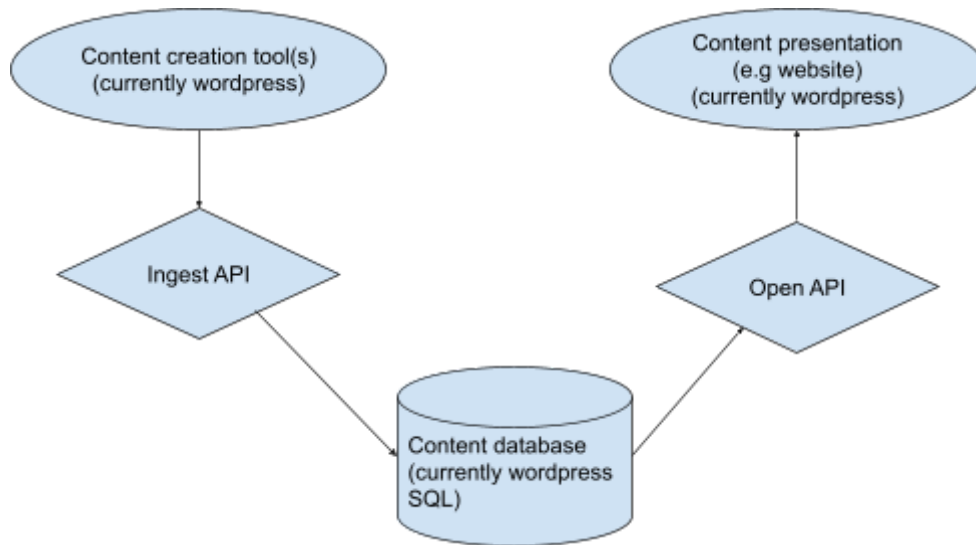 Content creation tool(s)
(currently wordpress)
Content presentation
(e.g website)
(currently wordpress)
Ingest API
Open API
Content database
(currently wordpress
SQL)